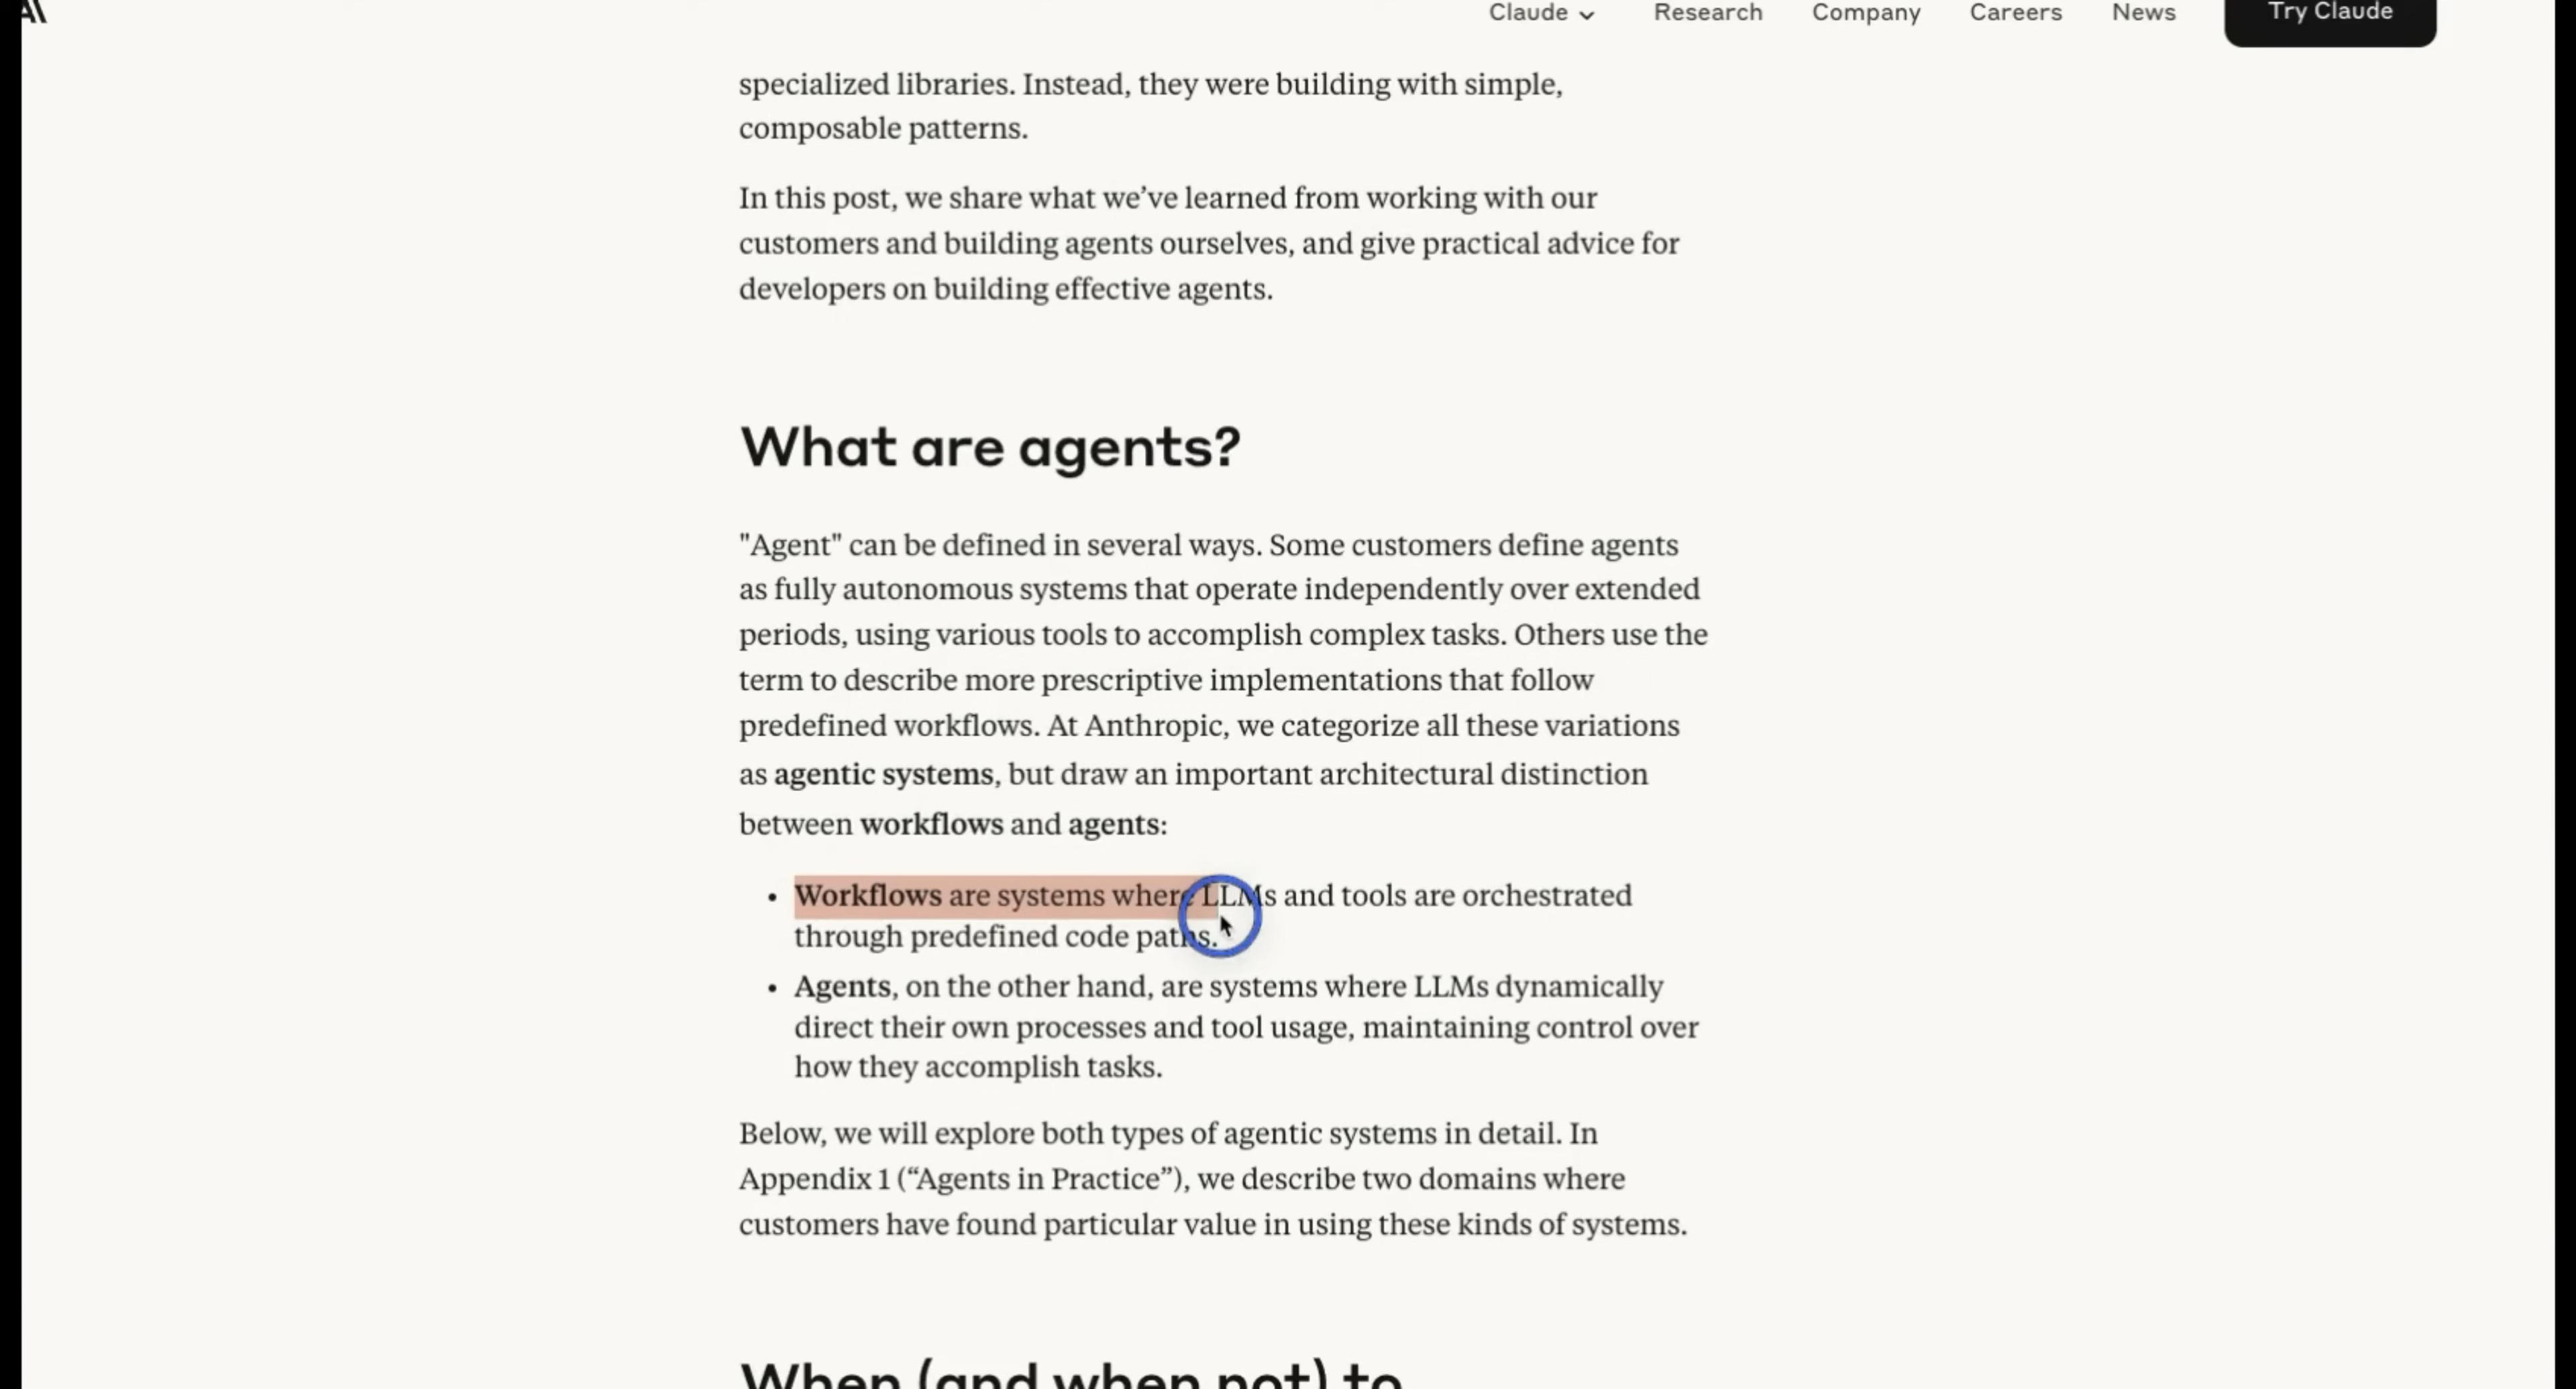 Claude
Research
Company
Careers
News
Try Claude
specialized libraries. Instead, they were building with simple,
composable patterns.
In this post, we share what we’ve learned from working with our
customers and building agents ourselves, and give practical advice for
developers on building effective agents.
What are agents?
"Agent" can be defined in several ways. Some customers define agents
as fully autonomous systems that operate independently over extended
periods, using various tools to accomplish complex tasks. Others use the
term to describe more prescriptive implementations that follow
predefined workflows. At Anthropic, we categorize all these variations
as agentic systems, but draw an important architectural distinction
between workflows and agents:
• Workflows are systems where LLMs and tools are orchestrated
through predefined code paths.
• Agents, on the other hand, are systems where LLMs dynamically
direct their own processes and tool usage, maintaining control over
how they accomplish tasks.
Below, we will explore both types of agentic systems in detail. In
Appendix 1 (“Agents in Practice”), we describe two domains where
customers have found particular value in using these kinds of systems.
When (and when not) to